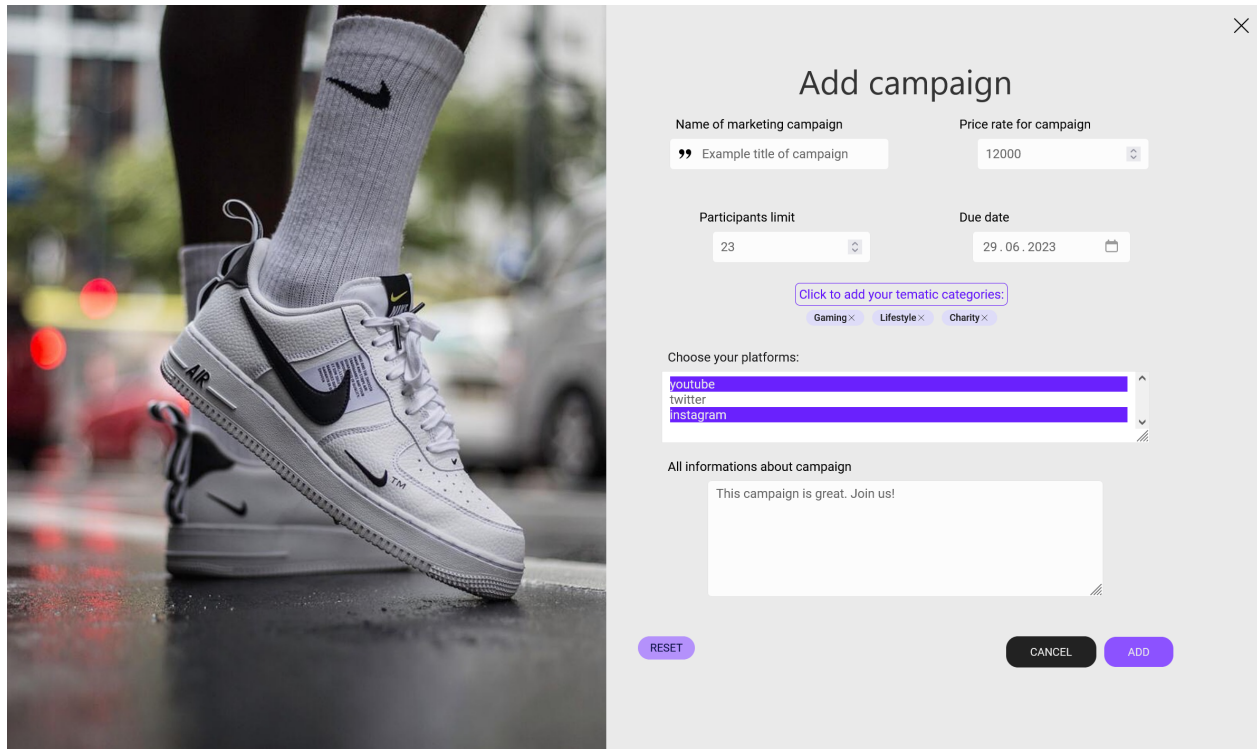 AIR
TM
Add campaign
Name of marketing campaign
Price rate for campaign
Example title of campaign
12000
Participants limit
Due date
23
29.06.2023
Click to add your tematic categories:
Gaming× Lifestyle× Charity×
Choose your platforms:
youtube
twitter
instagram
All informations about campaign
This campaign is great. Join us!
RESET
CANCEL
ADD